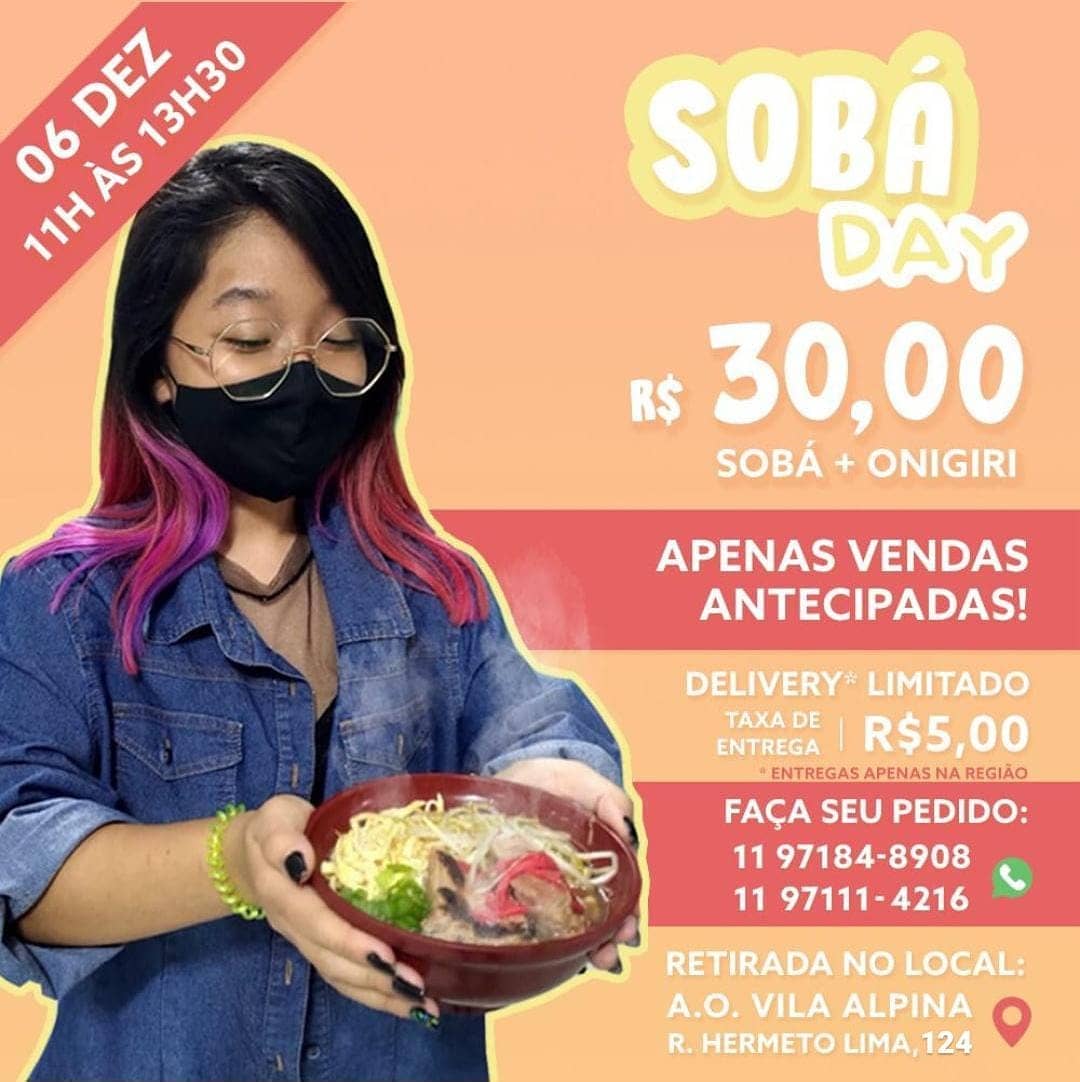 06 DEZ
11H ÀS 13H30
SOBÁ
DAY
R$ 30,00
SOBÁ + ONIGIRI
APENAS VENDAS
ANTECIPADAS!
DELIVERY* LIMITADO
TAXA DE
ENTREGA | R$5,00
* ENTREGAS APENAS NA REGIÃO
FAÇA SEU PEDIDO:
11 97184-8908
11 97111-4216
RETIRADA NO LOCAL:
A.O. VILA ALPINA
R. HERMETO LIMA, 124